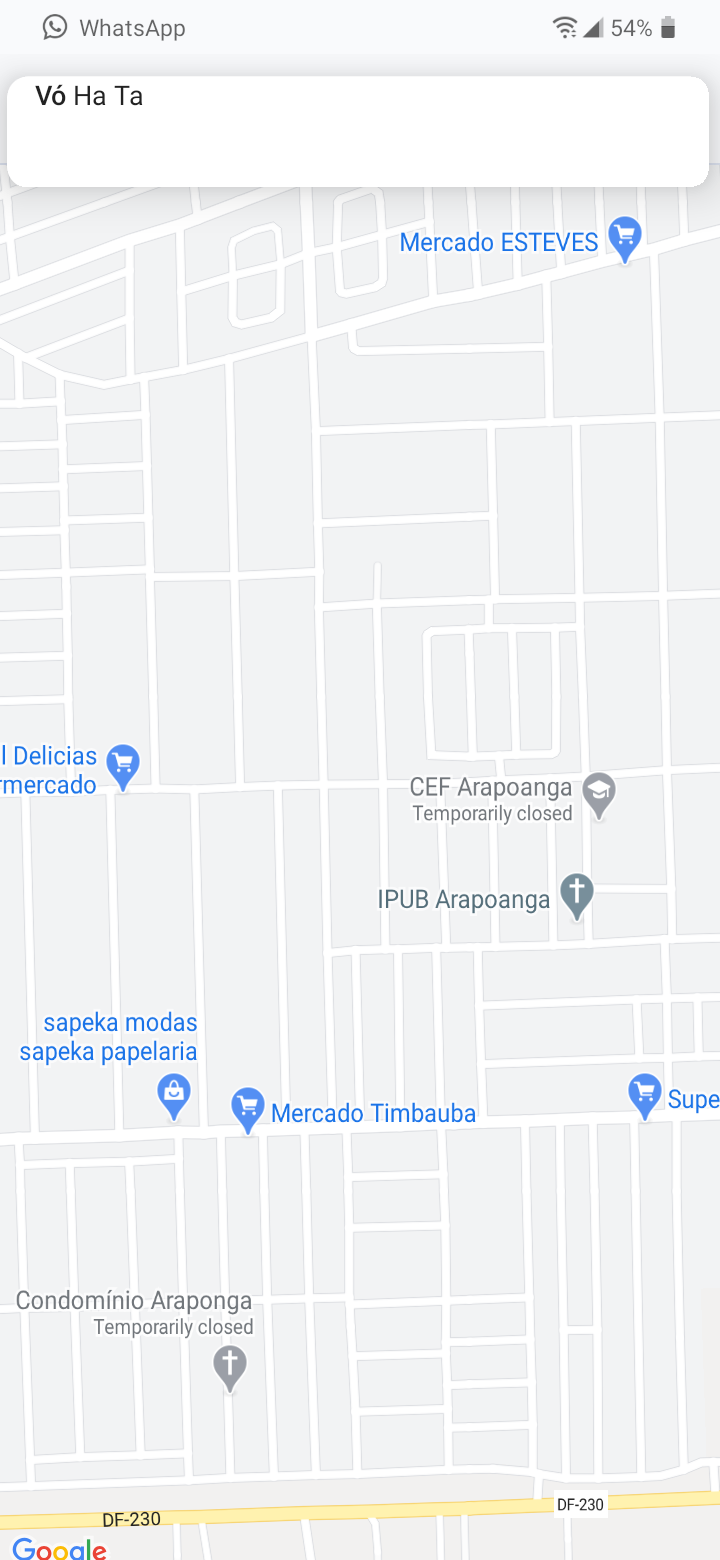 WhatsApp 54%
Vó Ha Ta
Mercado ESTEVES
l Delicias
rmercado
CEF Arapoanga
Temporarily closed
IPUB Arapoanga
sapeka modas
sapeka papelaria
Mercado Timbauba
Supe
Condomínio Araponga
Temporarily closed
DF-230
DF-230
Google